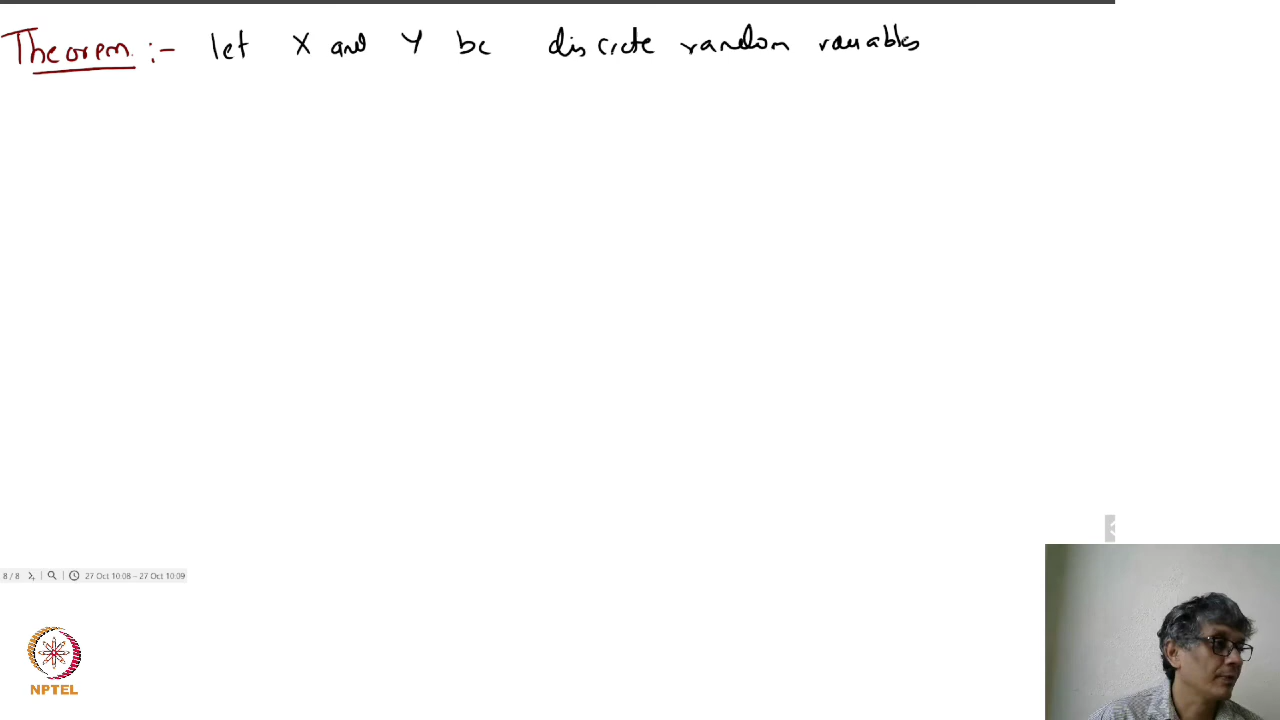 Theorem :- let X and Y be discrete random variables
8 / 8 27 Oct 10:08 – 27 Oct 10:09
NPTEL